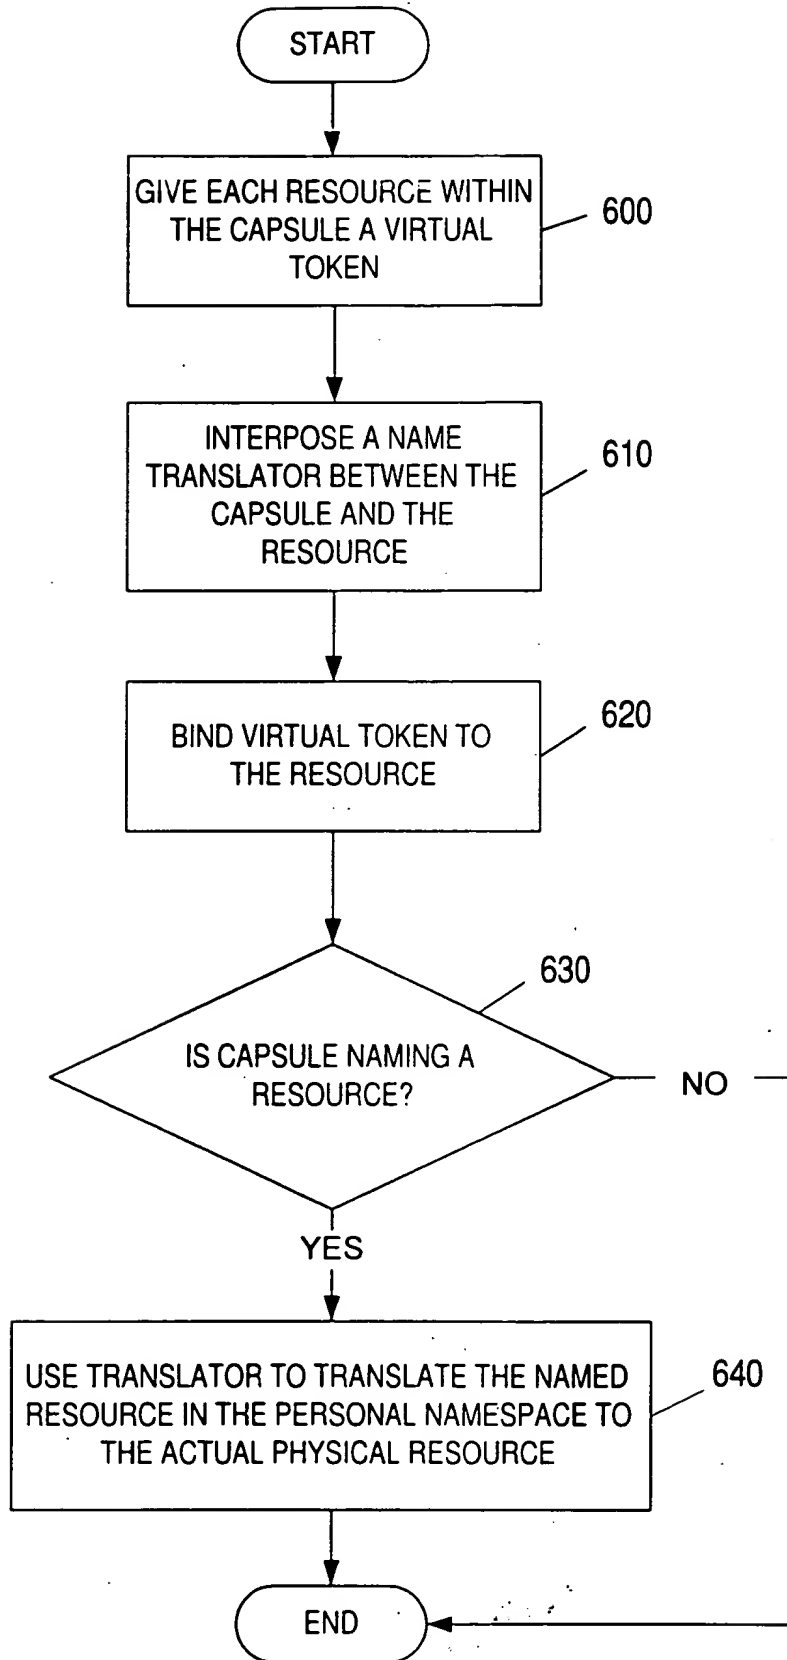 START
GIVE EACH RESOURCE WITHIN
THE CAPSULE A VIRTUAL
TOKEN
600
INTERPOSE A NAME
TRANSLATOR BETWEEN THE
CAPSULE AND THE
RESOURCE
610
BIND VIRTUAL TOKEN TO
THE RESOURCE
620
630
IS CAPSULE NAMING A
RESOURCE?
NO
YES
USE TRANSLATOR TO TRANSLATE THE NAMED
RESOURCE IN THE PERSONAL NAMESPACE TO
THE ACTUAL PHYSICAL RESOURCE
640
END